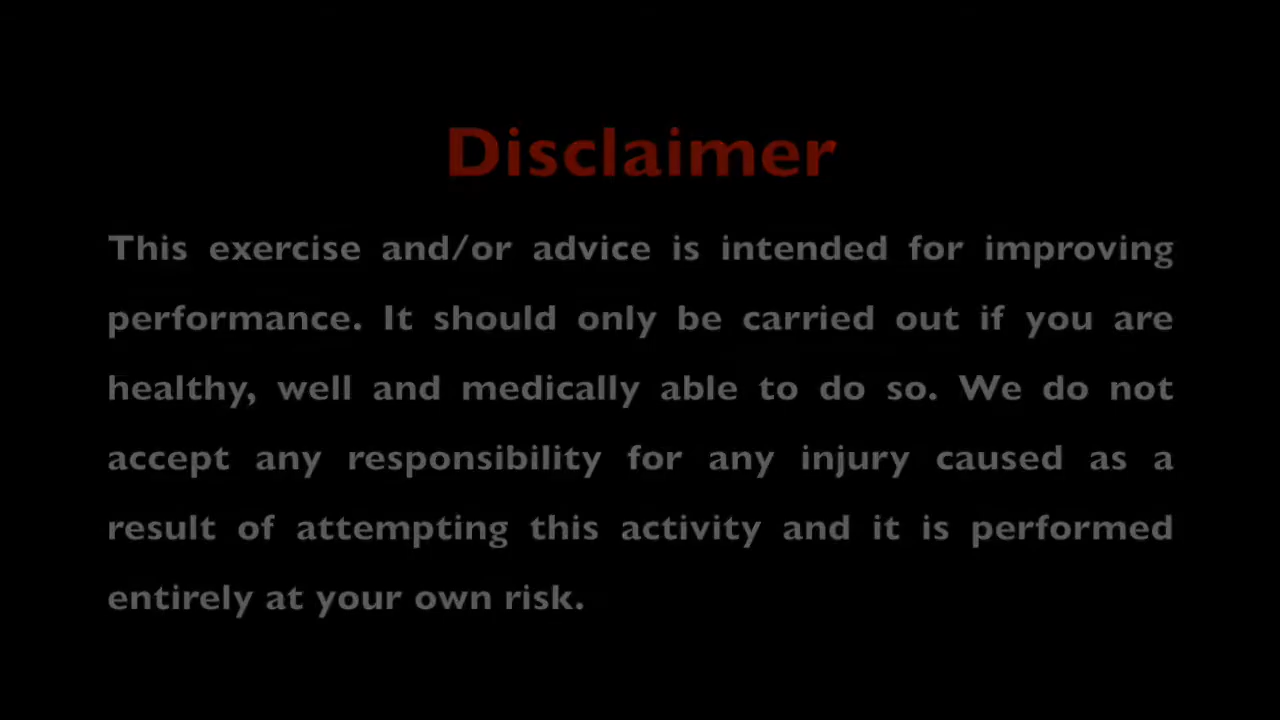 Disclaimer
This exercise and/or advice is intended for improving
performance. It should only be carried out if you are
healthy, well and medically able to do so. We do not
accept any responsibility for any injury caused as a
result of attempting this activity and it is performed
entirely at your own risk.